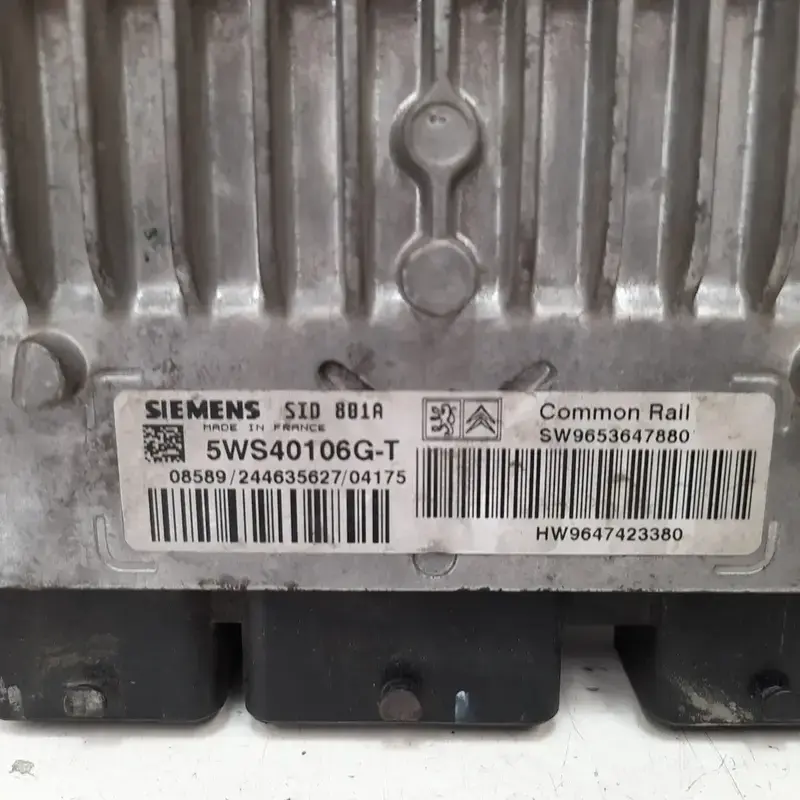 SIEMENS SID 801A
MADE IN FRANCE
5WS40106G-T
08589/244635627/04175
Common Rail
SW9653647880
HW9647423380